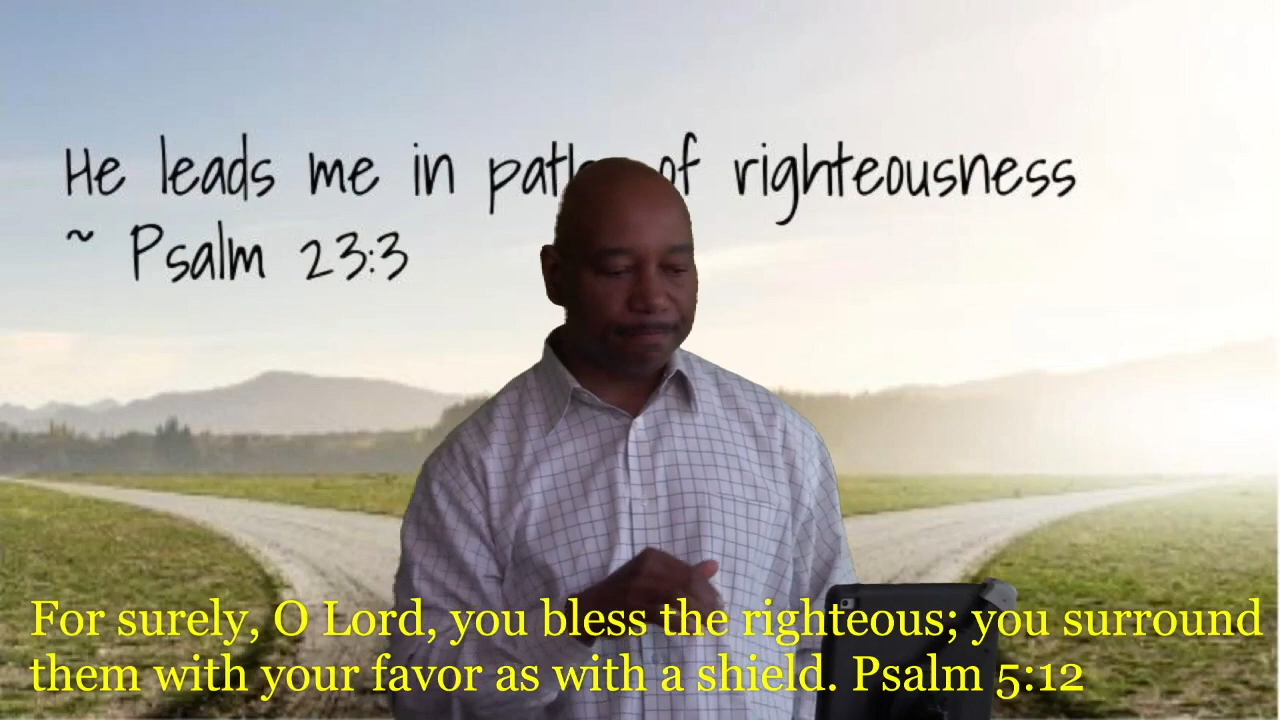 He leads me in of righteousness
~ Psalm 23:3
For surely, O Lord, you bless the righteous; you surround
them with your favor as with a shield. Psalm 5:12